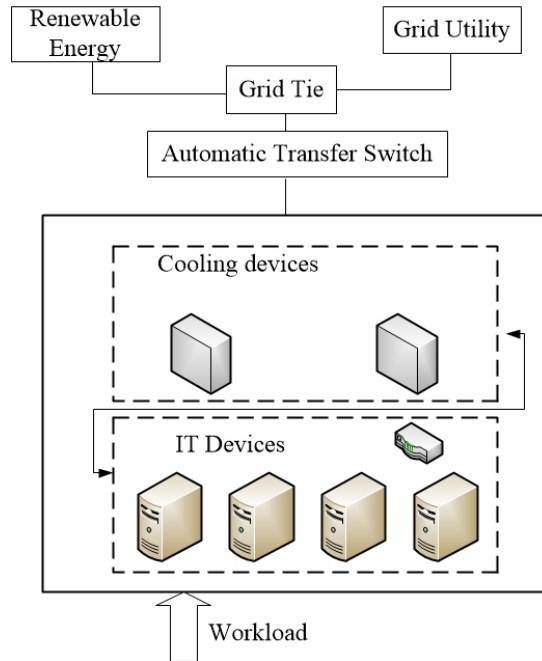 Renewable
Energy
Grid Utility
Grid Tie
Automatic Transfer Switch
Cooling devices
IT Devices
Workload